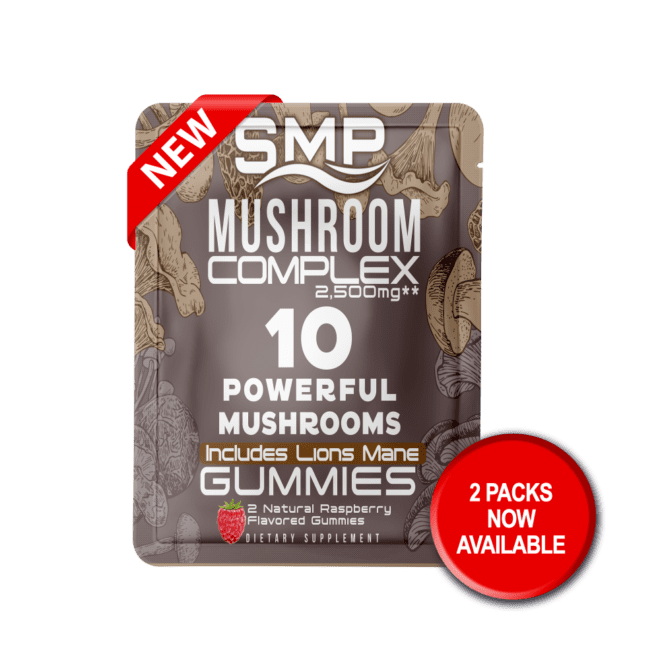 NEW
SMP
MUSHROOM
COMPLEX
2,500mg**
10
POWERFUL
MUSHROOMS
Includes Lions Mane
GUMMIES
2 Natural Raspberry
Flavored Gummies
DIETARY SUPPLEMENT
2 PACKS
NOW
AVAILABLE